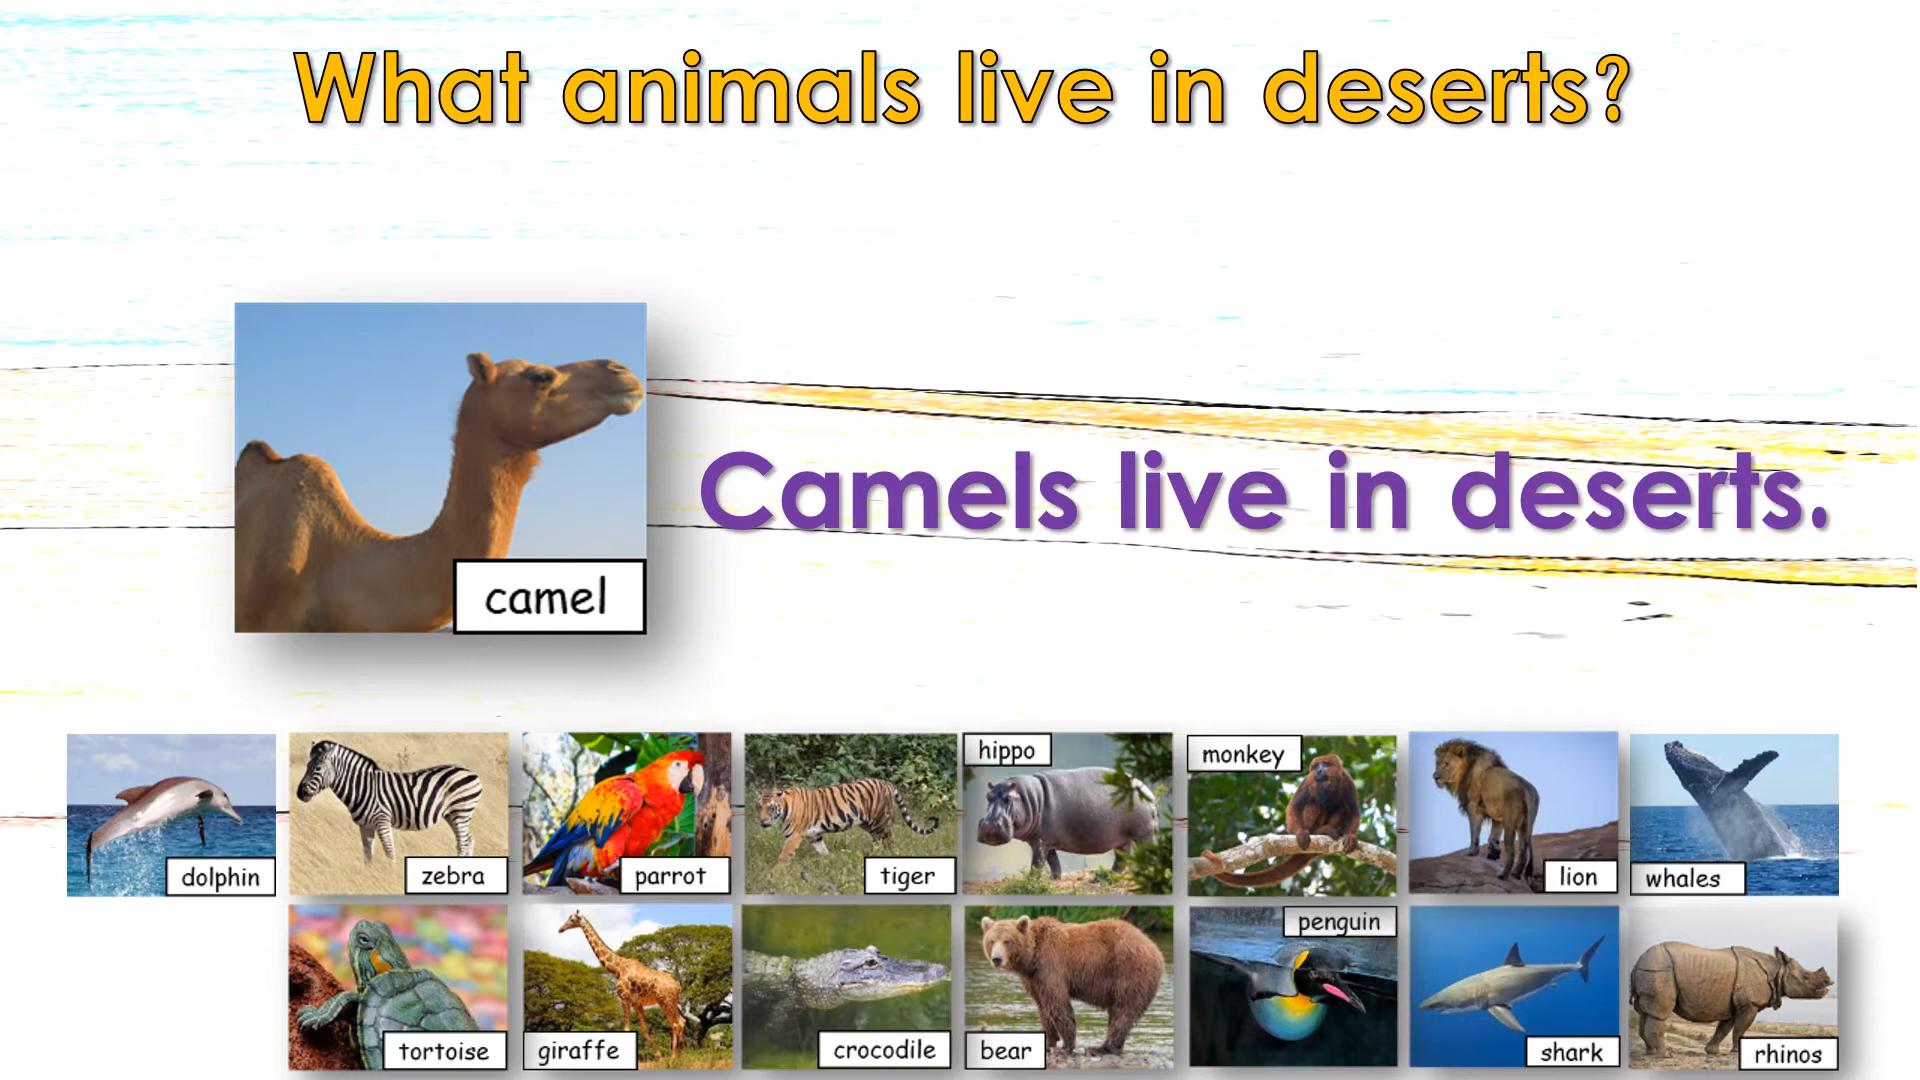 What animals live in deserts?
Camels live in deserts.
camel
dolphin
zebra
parrot
tiger
hippo
monkey
lion
whales
tortoise
giraffe
crocodile
bear
penguin
shark
rhinos